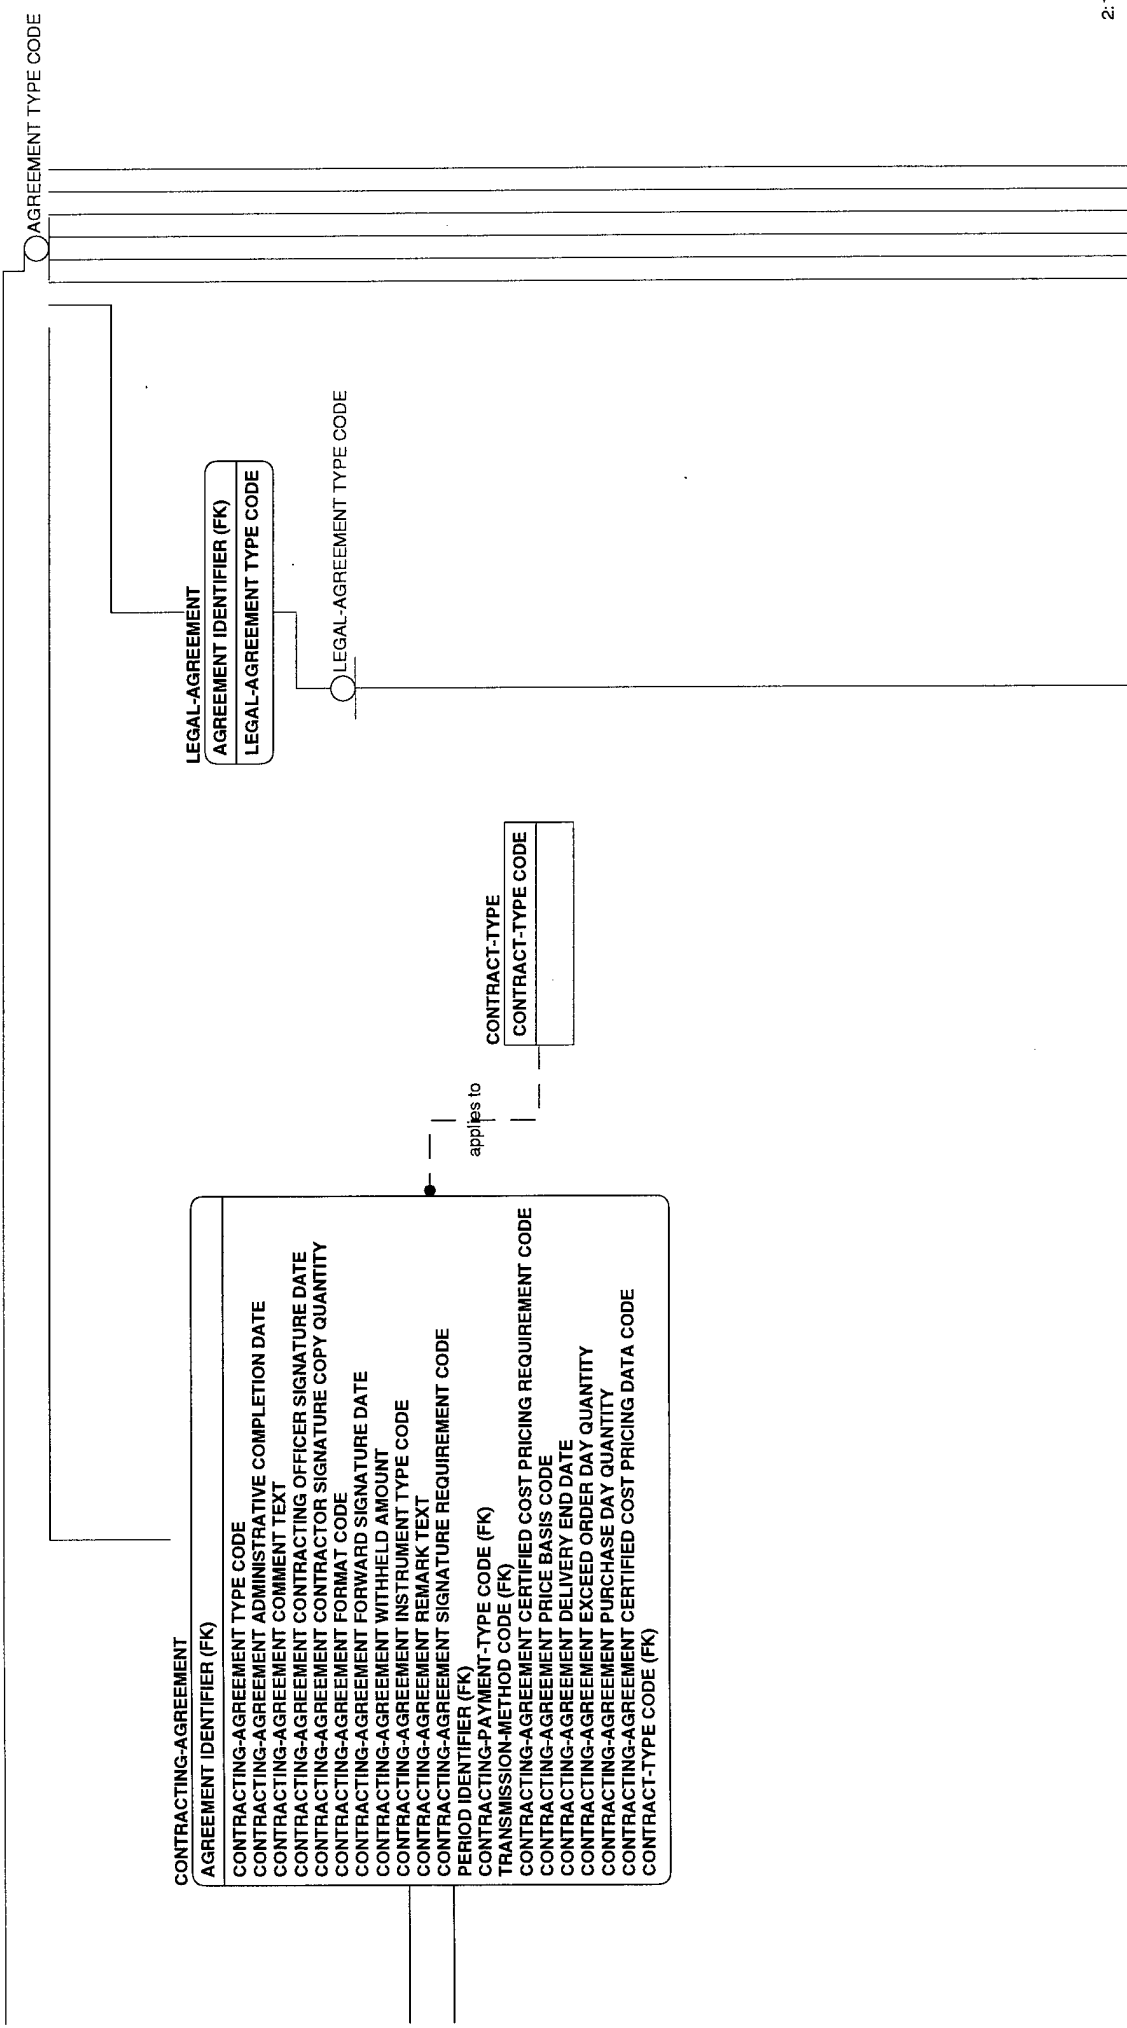 AGREEMENT TYPE CODE
CONTRACTING-AGREEMENT
AGREEMENT IDENTIFIER (FK)
CONTRACTING-AGREEMENT TYPE CODE
CONTRACTING-AGREEMENT ADMINISTRATIVE COMPLETION DATE
CONTRACTING-AGREEMENT COMMENT TEXT
CONTRACTING-AGREEMENT CONTRACTING OFFICER SIGNATURE DATE
CONTRACTING-AGREEMENT CONTRACTOR SIGNATURE COPY QUANTITY
CONTRACTING-AGREEMENT FORMAT CODE
CONTRACTING-AGREEMENT FORWARD SIGNATURE DATE
CONTRACTING-AGREEMENT WITHHELD AMOUNT
CONTRACTING-AGREEMENT INSTRUMENT TYPE CODE
CONTRACTING-AGREEMENT REMARK TEXT
CONTRACTING-AGREEMENT SIGNATURE REQUIREMENT CODE
PERIOD IDENTIFIER (FK)
CONTRACTING-PAYMENT-TYPE CODE (FK)
TRANSMISSION-METHOD CODE (FK)
CONTRACTING-AGREEMENT CERTIFIED COST PRICING REQUIREMENT CODE
CONTRACTING-AGREEMENT PRICE BASIS CODE
CONTRACTING-AGREEMENT DELIVERY END DATE
CONTRACTING-AGREEMENT EXCEED ORDER DAY QUANTITY
CONTRACTING-AGREEMENT PURCHASE DAY QUANTITY
CONTRACTING-AGREEMENT CERTIFIED COST PRICING DATA CODE
CONTRACT-TYPE CODE (FK)
applies to
CONTRACT-TYPE
CONTRACT-TYPE CODE
LEGAL-AGREEMENT
AGREEMENT IDENTIFIER (FK)
LEGAL-AGREEMENT TYPE CODE
LEGAL-AGREEMENT TYPE CODE
2: